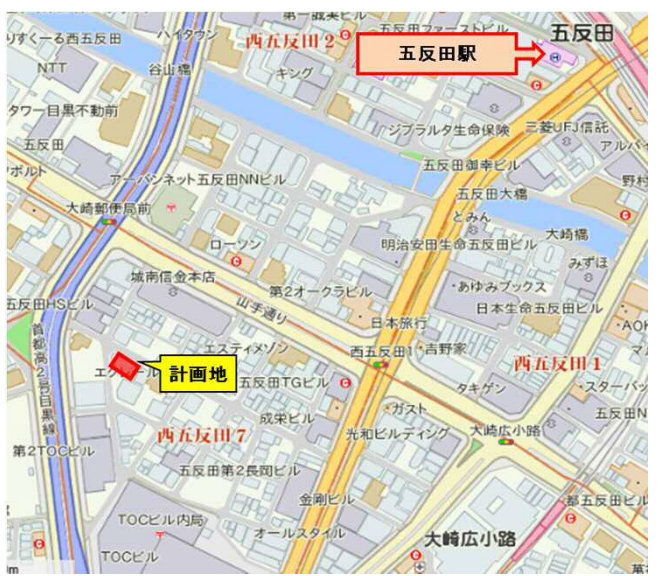 第一誠実ビル
五反田ファーストビル
五反田
りすくーる西五反田
ハイタウン
西五反田2
五反田駅
NTT
谷山橋
キング
タワー目黒不動前
ジブラルタ生命保険
三菱UFJ信託
五反田
アルパ
五反田御幸ビル
アーバンネット五反田NNビル
野村
五反田大橋
大崎郵便局前
とみん
大崎橋
ローソン
明治安田生命五反田ビル
みずほ
城南信金本店
第2オークラビル
あゆみブックス
五反田HSビル
山手通り
日本生命五反田ビル
日本旅行
AOK
首都高2号目黒線
エスティメゾン
西五反田1
吉野家
西五反田1
計画地
五反田TGビル
タキゲン
スターバッ
成栄ビル
ガスト
五反田N
西五反田7
光和ビルディング
大崎広小路
第2TOCビル
五反田第2長岡ビル
金剛ビル
都五反田ビル
TOCビル内局
オールスタイル
大崎広小路
TOCビル